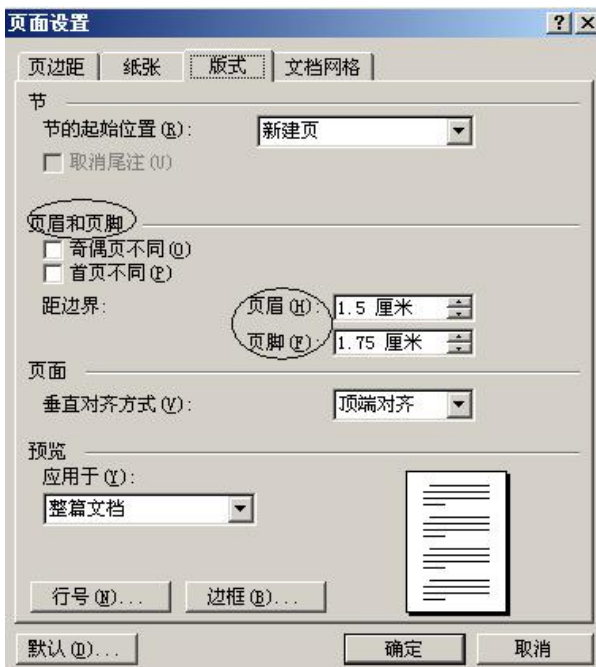 页面设置
页边距 纸张 版式 文档网格
节
节的起始位置(R): 新建页
取消尾注(U)
页眉和页脚
奇偶页不同(O)
首页不同(P)
距边界: 页眉(H): 1.5 厘米
页脚(F): 1.75 厘米
页面
垂直对齐方式(V): 顶端对齐
预览
应用于(Y):
整篇文档
行号(N)... 边框(B)...
默认(D)... 确定 取消